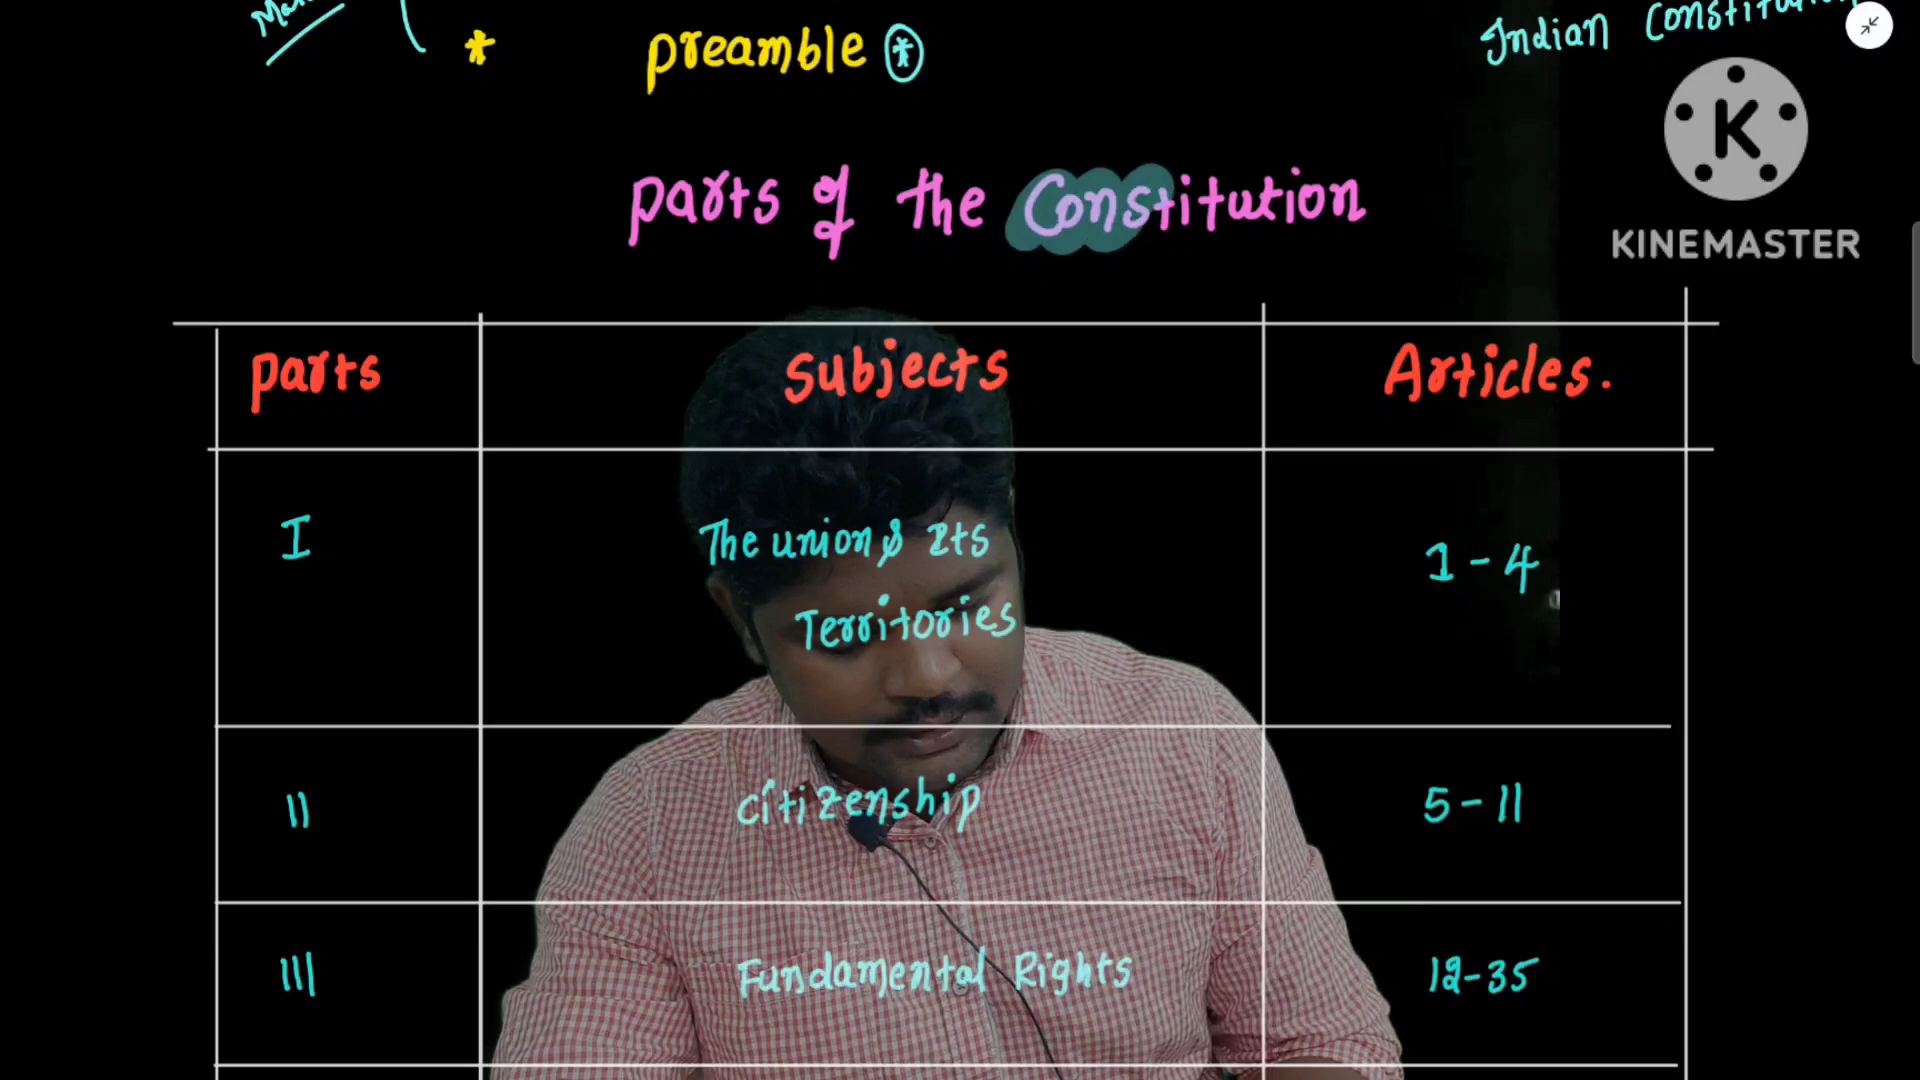 * preamble *
Indian Constitution
K
KINEMASTER
Parts of the Constitution
Parts Subjects Articles.
I The union & Its 1-4
Territories
II Citizenship 5-11
III Fundamental Rights 12-35